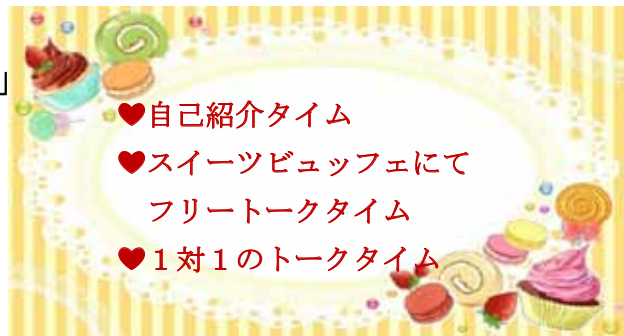 」
♥自己紹介タイム
♥スイーツビュッフェにて
フリートークタイム
♥１対１のトークタイム